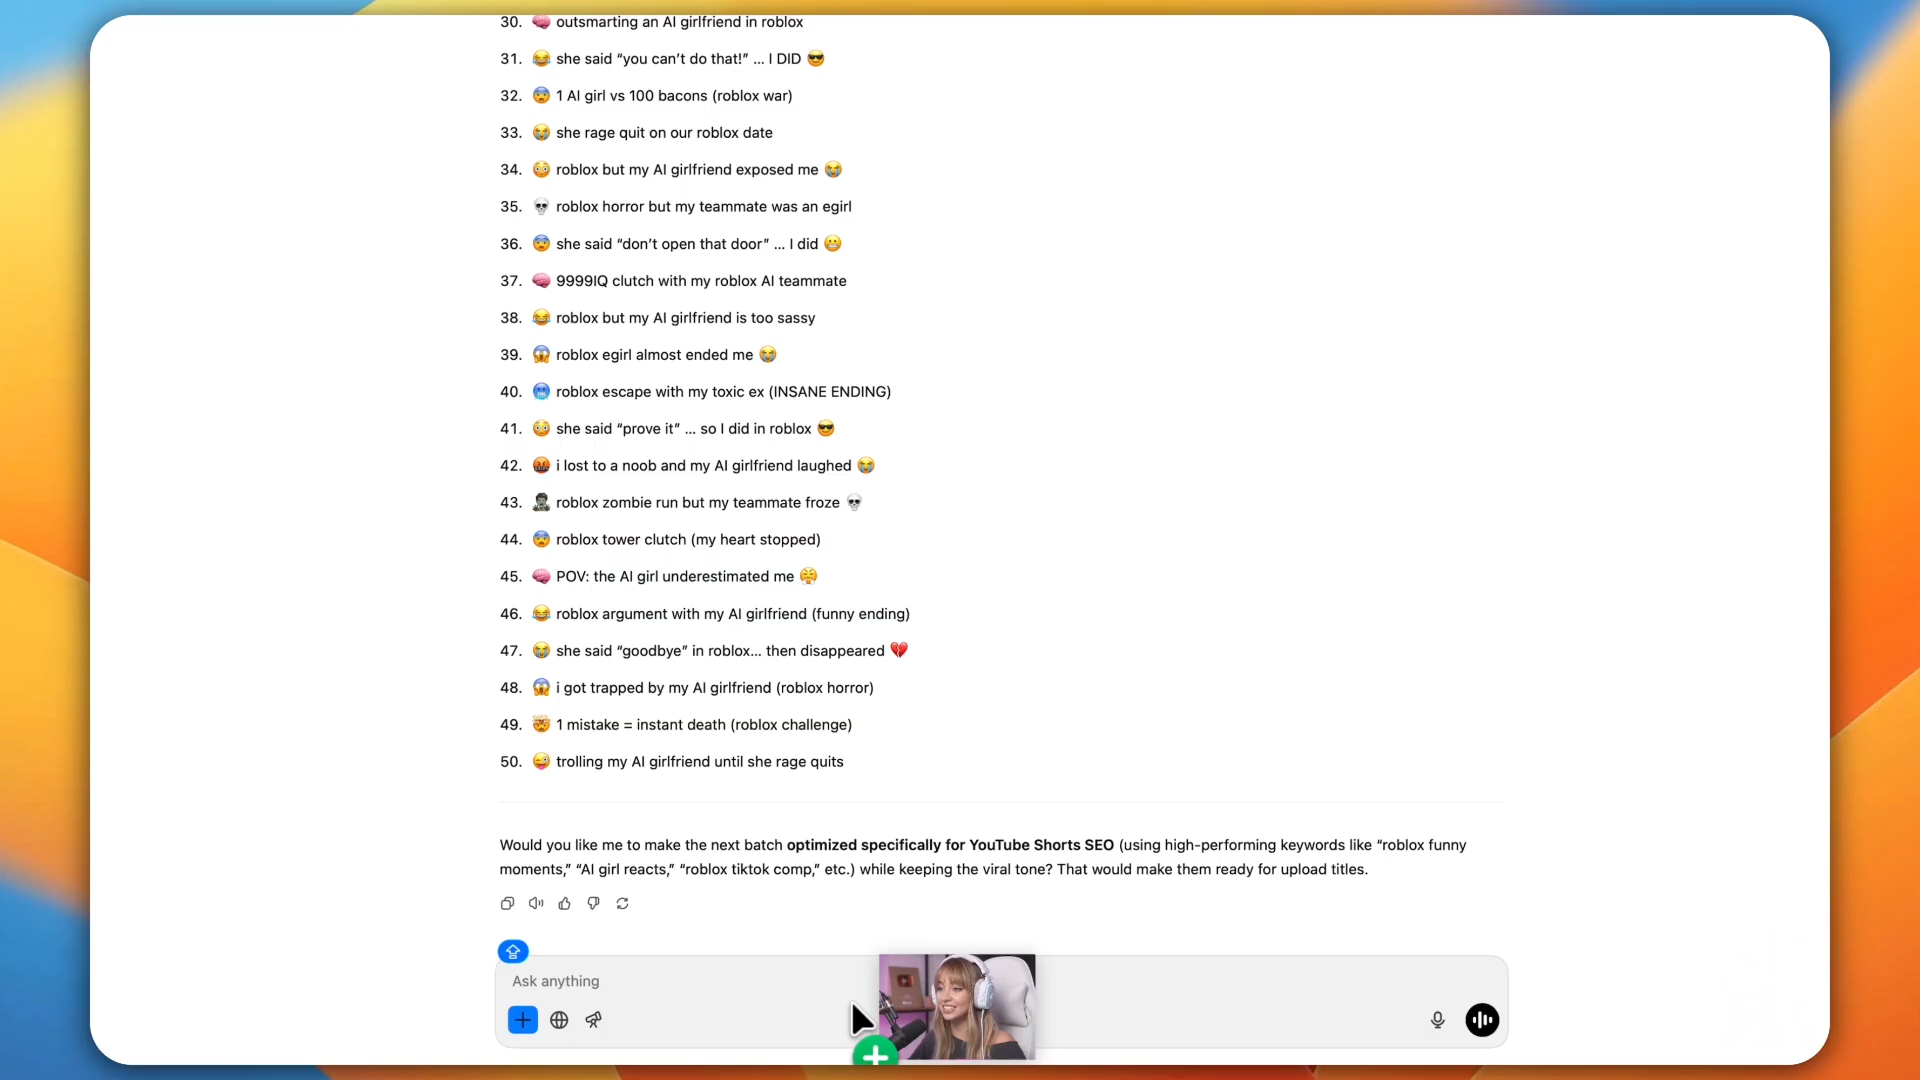 30. 🧠 outsmarting an AI girlfriend in roblox
31. 😂 she said “you can’t do that!” ... I DID 😎
32. 😨 1 AI girl vs 100 bacons (roblox war)
33. 😭 she rage quit on our roblox date
34. 😳 roblox but my AI girlfriend exposed me 😭
35. 💀 roblox horror but my teammate was an egirl
36. 😨 she said “don’t open that door” ... I did 😬
37. 🧠 9999IQ clutch with my roblox AI teammate
38. 😂 roblox but my AI girlfriend is too sassy
39. 😱 roblox egirl almost ended me 😭
40. 🥶 roblox escape with my toxic ex (INSANE ENDING)
41. 😳 she said “prove it” ... so I did in roblox 😎
42. 🤬 i lost to a noob and my AI girlfriend laughed 😭
43. 🧟 roblox zombie run but my teammate froze 💀
44. 😨 roblox tower clutch (my heart stopped)
45. 🧠 POV: the AI girl underestimated me 😤
46. 😂 roblox argument with my AI girlfriend (funny ending)
47. 😭 she said “goodbye” in roblox... then disappeared 💔
48. 😱 i got trapped by my AI girlfriend (roblox horror)
49. 🤯 1 mistake = instant death (roblox challenge)
50. 😜 trolling my AI girlfriend until she rage quits
Would you like me to make the next batch optimized specifically for YouTube Shorts SEO (using high-performing keywords like “roblox funny
moments,” “AI girl reacts,” “roblox tiktok comp,” etc.) while keeping the viral tone? That would make them ready for upload titles.
Ask anything